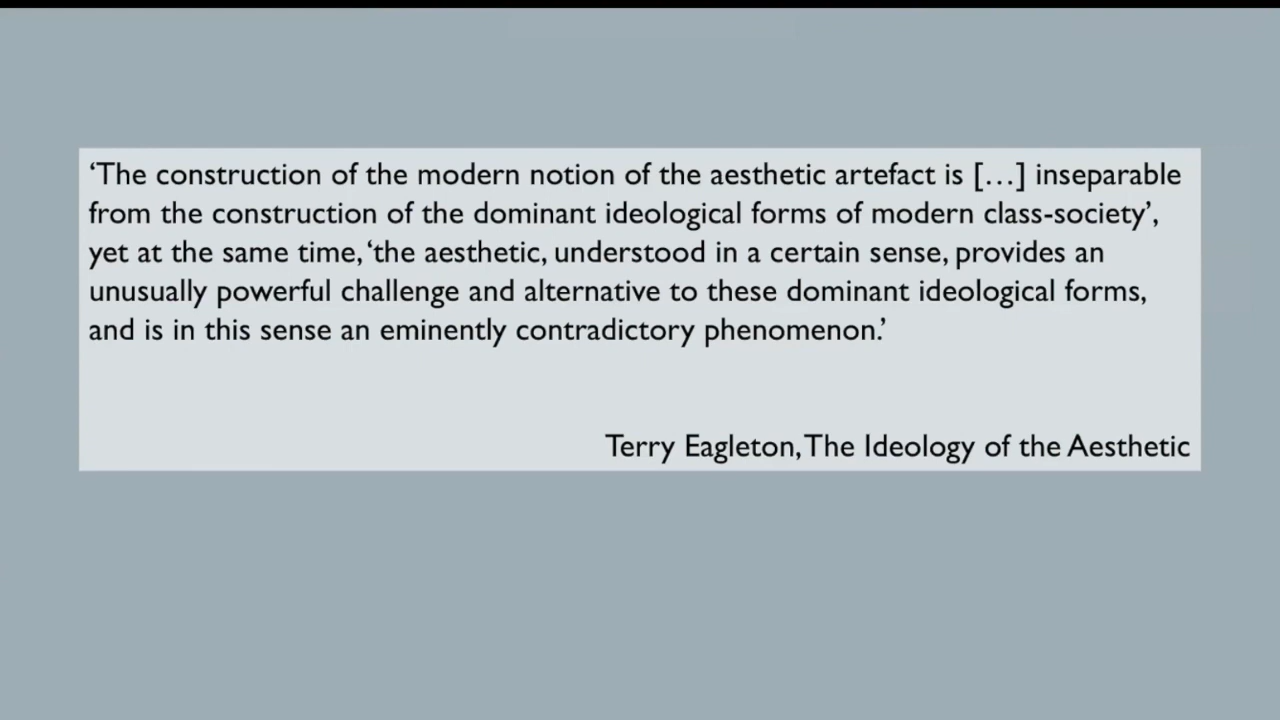 ‘The construction of the modern notion of the aesthetic artefact is […] inseparable
from the construction of the dominant ideological forms of modern class-society’,
yet at the same time, ‘the aesthetic, understood in a certain sense, provides an
unusually powerful challenge and alternative to these dominant ideological forms,
and is in this sense an eminently contradictory phenomenon.’
Terry Eagleton, The Ideology of the Aesthetic